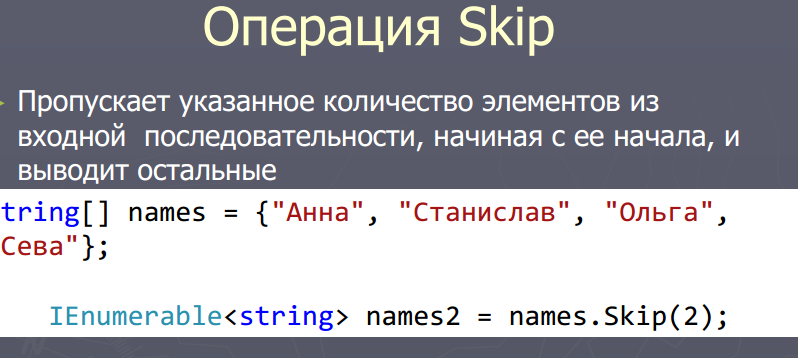 Операция Skip
Пропускает указанное количество элементов из
входной последовательности, начиная с ее начала, и
выводит остальные
tring[] names = {"Анна", "Станислав", "Ольга",
Сева"};
IEnumerable<string> names2 = names.Skip(2);